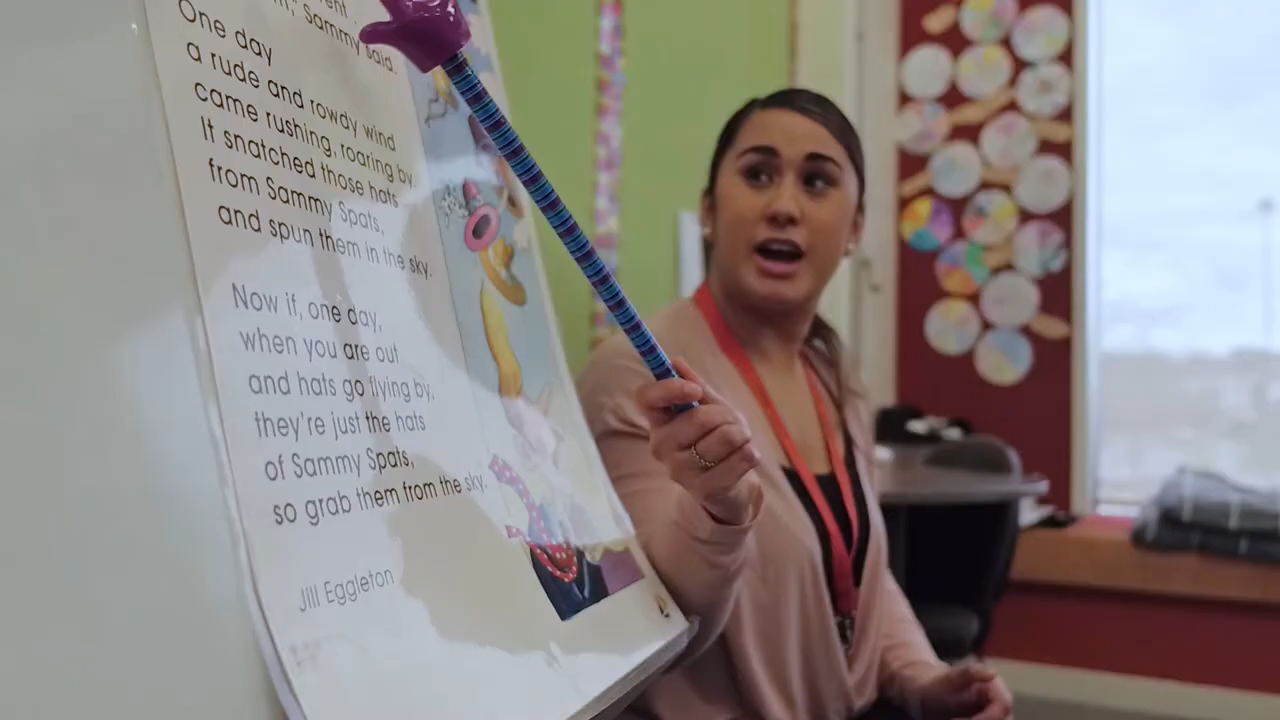 Sammy said.
One day
a rude and rowdy wind
came rushing, roaring by.
It snatched those hats
from Sammy Spats,
and spun them in the sky.
Now if, one day,
when you are out
and hats go flying by,
they're just the hats
of Sammy Spats,
so grab them from the sky.
Jill Eggleton